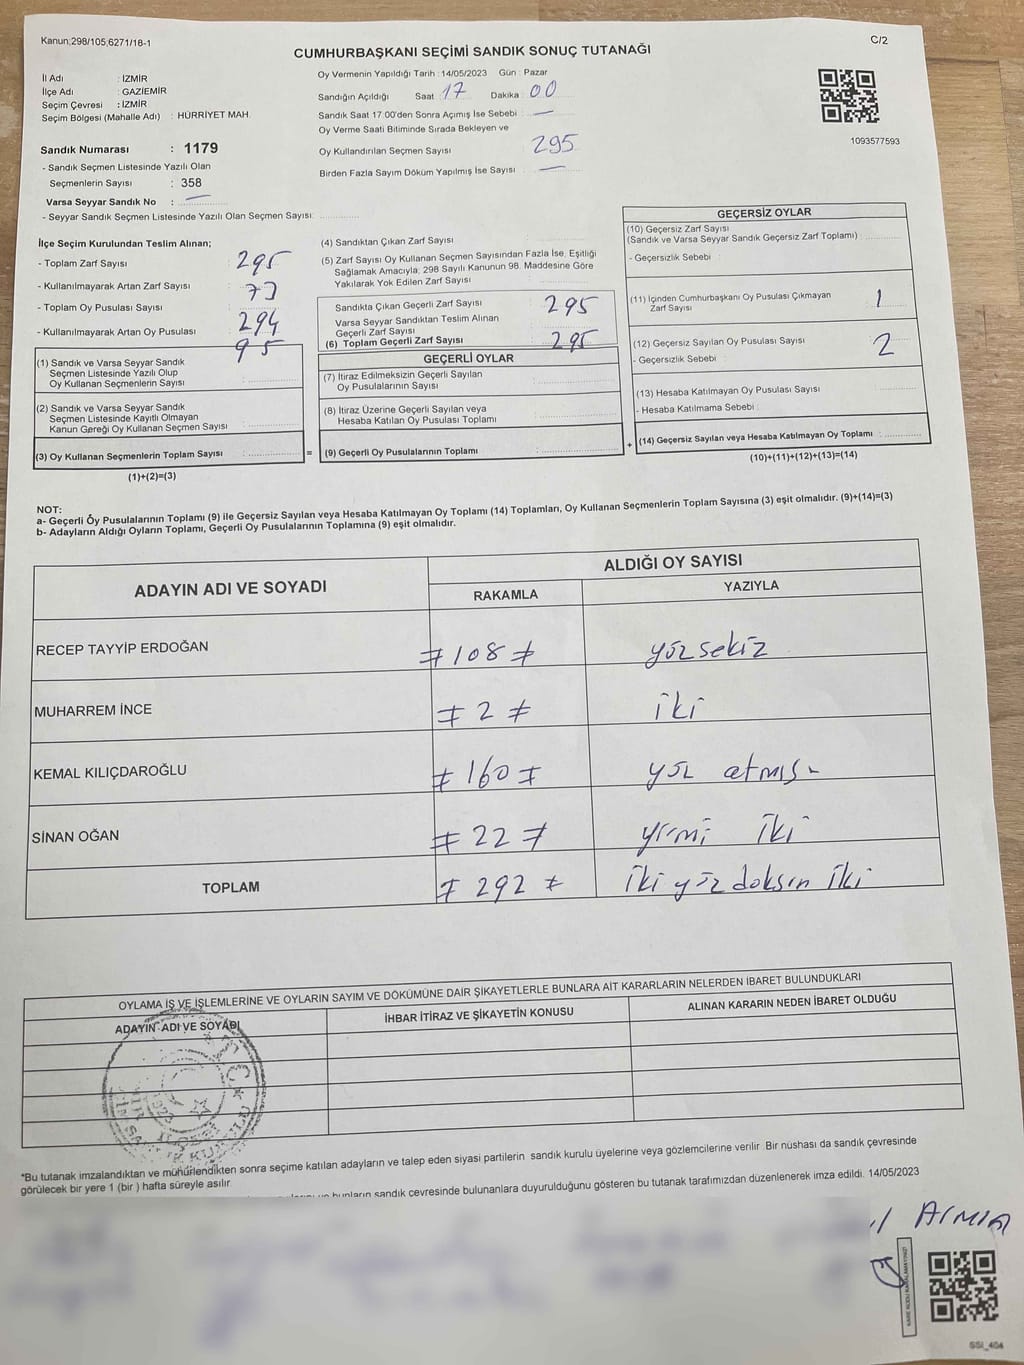 Kanun;298/105,6271/18-1
C/2
CUMHURBAŞKANI SEÇİMİ SANDIK SONUÇ TUTANAĞI
İl Adı : İZMİR
İlçe Adı : GAZİEMİR
Seçim Çevresi : İZMİR
Seçim Bölgesi (Mahalle Adı) : HÜRRİYET MAH.
Oy Vermenin Yapıldığı Tarih : 14/05/2023 Gün : Pazar
Sandığın Açıldığı Saat 17 Dakika 00
Sandık Saat 17:00'den Sonra Açımış İse Sebebi : —
Oy Verme Saati Bitiminde Sırada Bekleyen ve
Oy Kullandırılan Seçmen Sayısı 295
Birden Fazla Sayım Döküm Yapılmış İse Sayısı —
1093577593
Sandık Numarası : 1179
- Sandık Seçmen Listesinde Yazılı Olan
Seçmenlerin Sayısı : 358
Varsa Seyyar Sandık No : —
- Seyyar Sandık Seçmen Listesinde Yazılı Olan Seçmen Sayısı:
İlçe Seçim Kurulundan Teslim Alınan;
- Toplam Zarf Sayısı : 295
- Kullanılmayarak Artan Zarf Sayısı :
- Toplam Oy Pusulası Sayısı : 294
- Kullanılmayarak Artan Oy Pusulası : 95
(1) Sandık ve Varsa Seyyar Sandık
Seçmen Listesinde Yazılı Olup
Oy Kullanan Seçmenlerin Sayısı :
(2) Sandık ve Varsa Seyyar Sandık
Seçmen Listesinde Kayıtlı Olmayan
Kanun Gereği Oy Kullanan Seçmen Sayısı :
(3) Oy Kullanan Seçmenlerin Toplam Sayısı :
(1)+(2)=(3)
(4) Sandıktan Çıkan Zarf Sayısı
(5) Zarf Sayısı Oy Kullanan Seçmen Sayısından Fazla İse, Eşitliği
Sağlamak Amacıyla; 298 Sayılı Kanunun 98. Maddesine Göre
Yakılarak Yok Edilen Zarf Sayısı :
Sandıkta Çıkan Geçerli Zarf Sayısı : 295
Varsa Seyyar Sandıktan Teslim Alınan
Geçerli Zarf Sayısı
(6) Toplam Geçerli Zarf Sayısı : 295
GEÇERLİ OYLAR
(7) İtiraz Edilmeksizin Geçerli Sayılan
Oy Pusulalarının Sayısı :
(8) İtiraz Üzerine Geçerli Sayılan veya
Hesaba Katılan Oy Pusulası Toplamı :
= (9) Geçerli Oy Pusulalarının Toplamı :
GEÇERSİZ OYLAR
(10) Geçersiz Zarf Sayısı
(Sandık ve Varsa Seyyar Sandık Geçersiz Zarf Toplamı) :
- Geçersizlik Sebebi :
(11) İçinden Cumhurbaşkanı Oy Pusulası Çıkmayan
Zarf Sayısı : 1
(12) Geçersiz Sayılan Oy Pusulası Sayısı : 2
- Geçersizlik Sebebi :
(13) Hesaba Katılmayan Oy Pusulası Sayısı
- Hesaba Katılmama Sebebi :
+ (14) Geçersiz Sayılan veya Hesaba Katılmayan Oy Toplamı :
(10)+(11)+(12)+(13)=(14)
NOT:
a- Geçerli Oy Pusulalarının Toplamı (9) ile Geçersiz Sayılan veya Hesaba Katılmayan Oy Toplamı (14) Toplamları, Oy Kullanan Seçmenlerin Toplam Sayısına (3) eşit olmalıdır. (9)+(14)=(3)
b- Adayların Aldığı Oyların Toplamı, Geçerli Oy Pusulalarının Toplamına (9) eşit olmalıdır.
ADAYIN ADI VE SOYADI
ALDIĞI OY SAYISI
RAKAMLA YAZIYLA
RECEP TAYYİP ERDOĞAN ≠108≠ yüzsekiz
MUHARREM İNCE ≠2≠ iki
KEMAL KILIÇDAROĞLU ≠160≠ yüz atmış
SİNAN OĞAN ≠22≠ yirmi iki
TOPLAM ≠292≠ iki yüz doksan iki
OYLAMA İŞ VE İŞLEMLERİNE VE OYLARIN SAYIM VE DÖKÜMÜNE DAİR ŞİKAYETLERLE BUNLARA AİT KARARLARIN NELERDEN İBARET BULUNDUKLARI
ADAYIN ADI VE SOYADI İHBAR İTİRAZ VE ŞİKAYETİN KONUSU ALINAN KARARIN NEDEN İBARET OLDUĞU
*Bu tutanak imzalandıktan ve mühürlendikten sonra seçime katılan adayların ve talep eden siyasi partilerin sandık kurulu üyelerine veya gözlemcilerine verilir. Bir nüshası da sandık çevresinde
görülecek bir yere 1 (bir ) hafta süreyle asılır.
bunların sandık çevresinde bulunanlara duyurulduğunu gösteren bu tutanak tarafımızdan düzenlenerek imza edildi. 14/05/2023
SSI_404